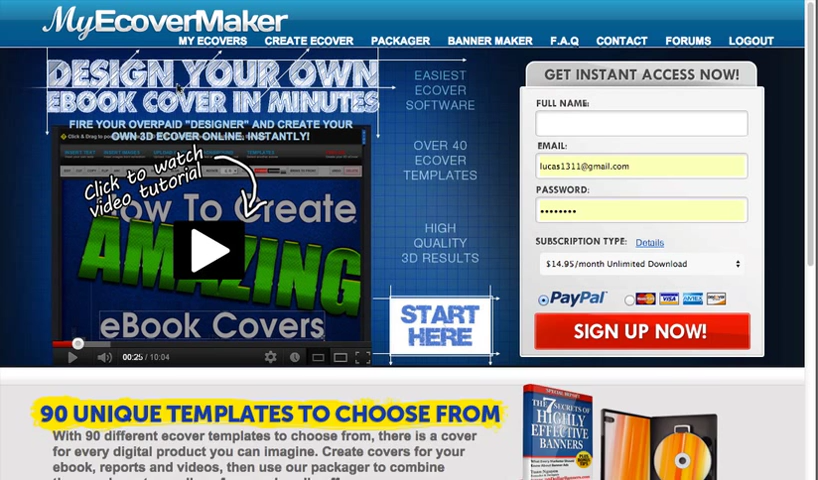 MyEcoverMaker
MY ECOVERS CREATE ECOVER PACKAGER BANNER MAKER F.A.Q CONTACT FORUMS LOGOUT
DESIGN YOUR OWN
EBOOK COVER IN MINUTES
FIRE YOUR OVERPAID "DESIGNER" AND CREATE YOUR
OWN 3D ECOVER ONLINE, INSTANTLY!
Click to watch
video tutorial
How To Create
AMAZING
eBook Covers
00:25 / 10:04
EASIEST
ECOVER
SOFTWARE
OVER 40
ECOVER
TEMPLATES
HIGH
QUALITY
3D RESULTS
START
HERE
GET INSTANT ACCESS NOW!
FULL NAME:
EMAIL:
lucas1311@gmail.com
PASSWORD:
••••••••
SUBSCRIPTION TYPE: Details
$14.95/month Unlimited Download
PayPal VISA
SIGN UP NOW!
90 UNIQUE TEMPLATES TO CHOOSE FROM
With 90 different ecover templates to choose from, there is a cover
for every digital product you can imagine. Create covers for your
ebook, reports and videos, then use our packager to combine
THE 7 SECRETS OF
HIGHLY
EFFECTIVE
BANNERS